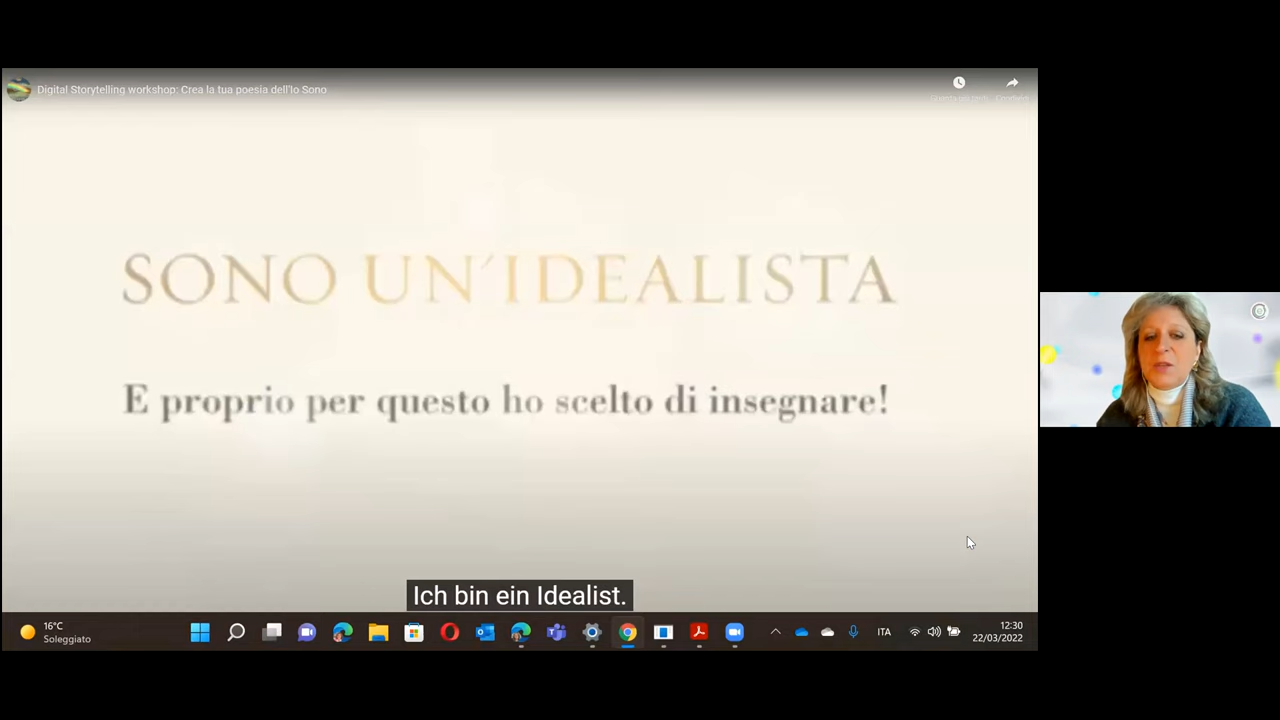 Digital Storytelling workshop: Crea la tua poesia dell'Io Sono
SONO UN'IDEALISTA
E proprio per questo ho scelto di insegnare!
Ich bin ein Idealist.
16°C
Soleggiato
ITA
12:30
22/03/2022